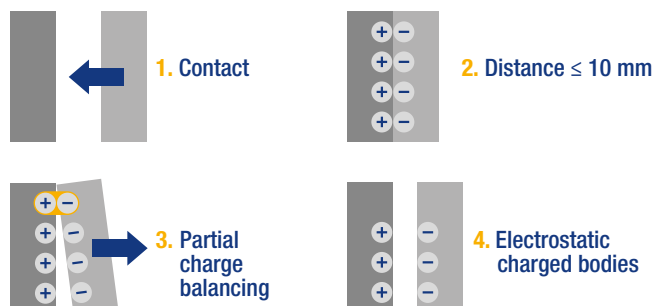 1. Contact
+ −
+ −
+ −
+ −
2. Distance ≤ 10 mm
+ −
+ −
+ −
+ −
3. Partial
charge
balancing
+ −
+ −
+ −
4. Electrostatic
charged bodies